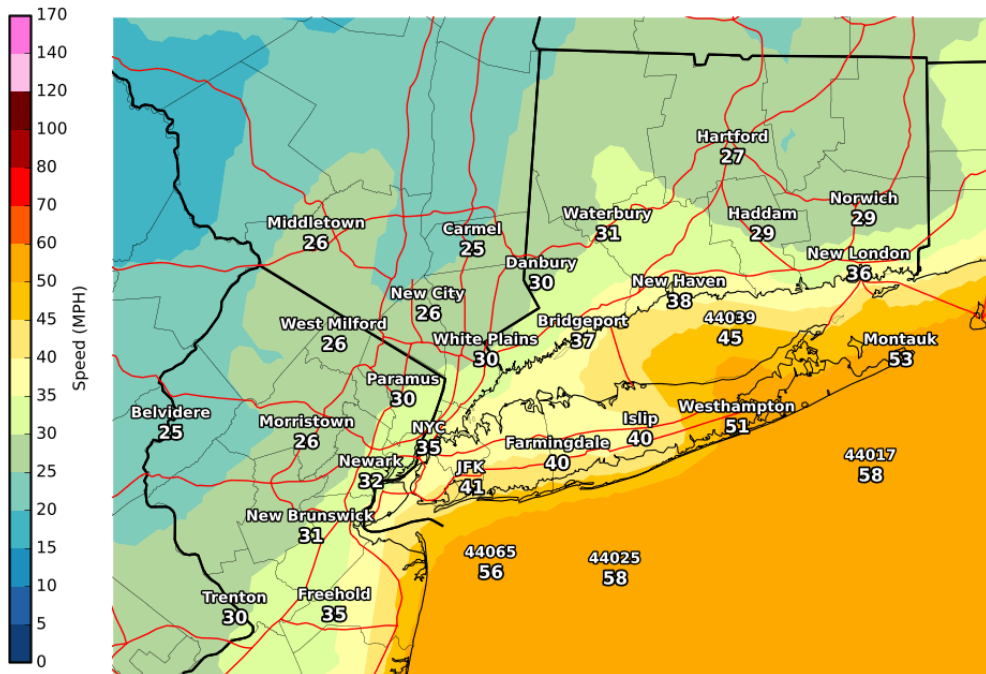 170
140
120
100
80
70
60
50
45
40
35
30
25
20
15
10
5
0
Speed (MPH)
Hartford
27
Norwich
29
Waterbury
31
Haddam
29
Middletown
26
Carmel
25
New London
36
Danbury
30
New Haven
38
New City
26
44039
45
Bridgeport
37
West Milford
26
White Plains
30
Montauk
53
Paramus
30
Belvidere
25
Morristown
26
NYC
35
Islip
40
Westhampton
51
Farmingdale
40
Newark
32
JFK
41
44017
58
New Brunswick
31
44065
56
44025
58
Trenton
30
Freehold
35